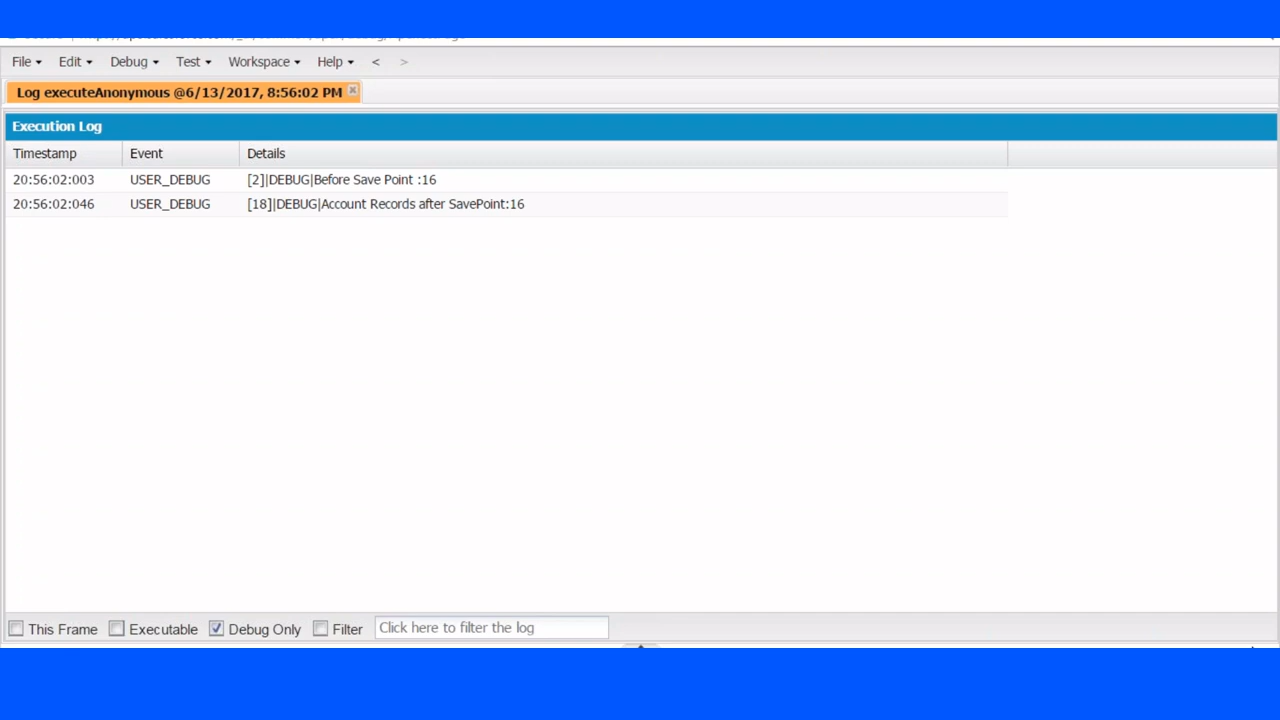 File Edit Debug Test Workspace Help < >
Log executeAnonymous @6/13/2017, 8:56:02 PM
Execution Log
Timestamp Event Details
20:56:02:003 USER_DEBUG [2]|DEBUG|Before Save Point :16
20:56:02:046 USER_DEBUG [18]|DEBUG|Account Records after SavePoint:16
This Frame Executable Debug Only Filter Click here to filter the log